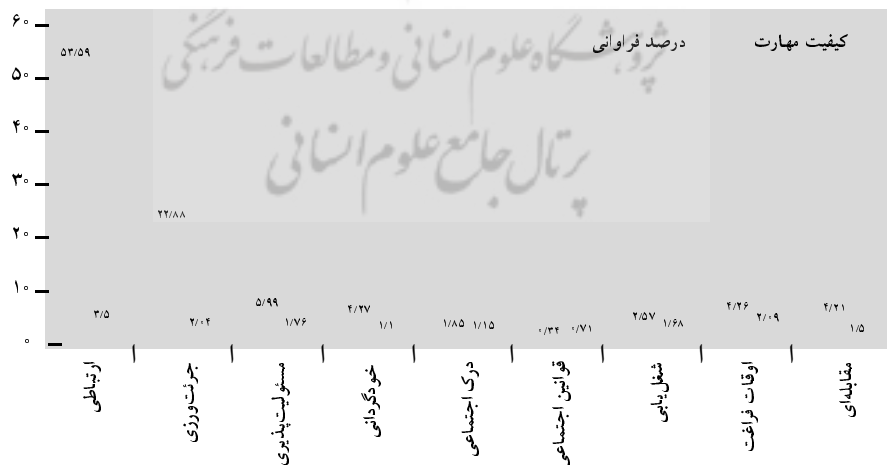 کیفیت مهارت
درصد فراوانی
پژوهشگاه علوم انسانی و مطالعات فرهنگی
پرتال جامع علوم انسانی
۶۰
۵۰
۴۰
۳۰
۲۰
۱۰
۰
۵۳/۵۹
۳/۵
۲۲/۸۸
۲/۰۴
۵/۹۹
۱/۷۶
۴/۲۷
۱/۱
۱/۸۵
۱/۱۵
۰/۳۴
۰/۷۱
۲/۵۷
۱/۶۸
۴/۲۶
۲/۰۹
۴/۲۱
۱/۵
ارتباطی
جرئت‌ورزی
مسئولیت‌پذیری
خودگردانی
درک اجتماعی
قوانین اجتماعی
شغل‌یابی
اوقات فراغت
مقابله‌ای